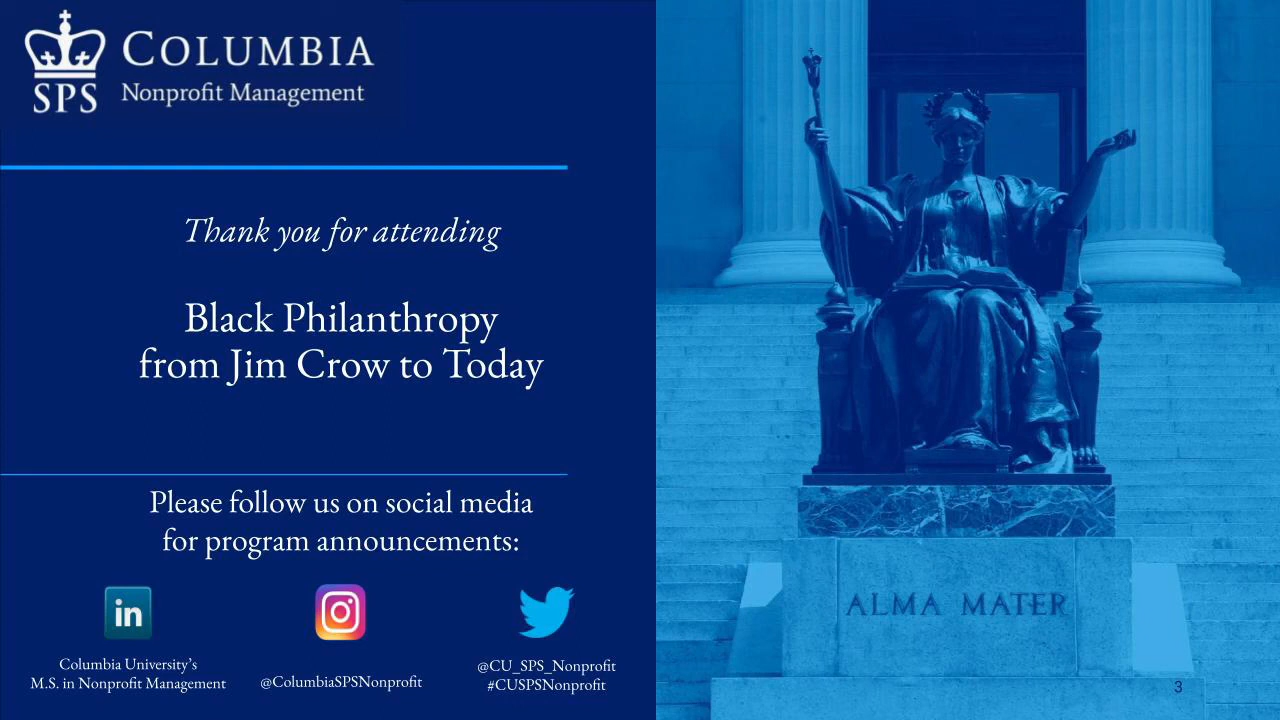 COLUMBIA
SPS
Nonprofit Management
Thank you for attending
Black Philanthropy
from Jim Crow to Today
Please follow us on social media
for program announcements:
in
Columbia University's
M.S. in Nonprofit Management
@ColumbiaSPSNonprofit
@CU_SPS_Nonprofit
#CUSPSNonprofit
ALMA MATER
3